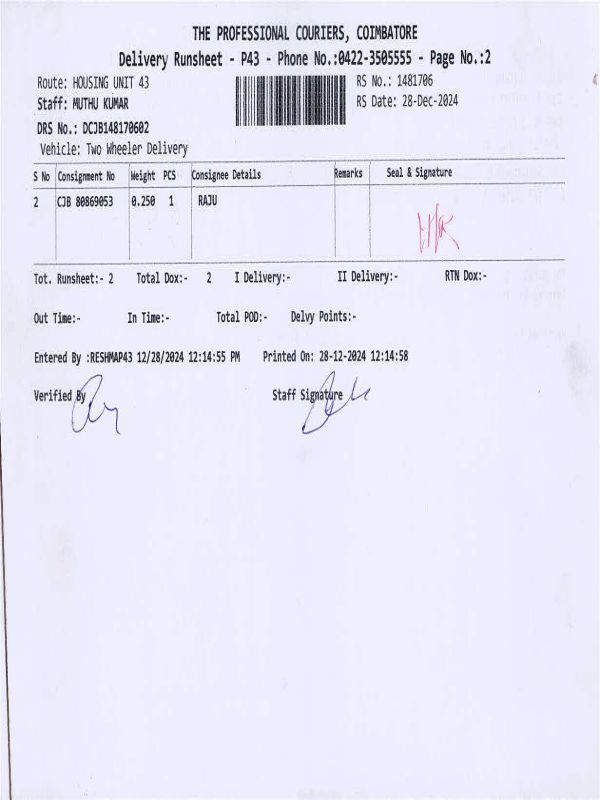 THE PROFESSIONAL COURIERS, COIMBATORE
Delivery Runsheet - P43 - Phone No.:0422-3505555 - Page No.:2
Route: HOUSING UNIT 43 RS No.: 1481706
Staff: MUTHU KUMAR RS Date: 28-Dec-2024
DRS No.: DCJB148170602
Vehicle: Two Wheeler Delivery
S No Consignment No Weight PCS Consignee Details Remarks Seal & Signature
2 CJB 80869053 0.250 1 RAJU
Tot. Runsheet:- 2 Total Dox:- 2 I Delivery:- II Delivery:- RTN Dox:-
Out Time:- In Time:- Total POD:- Delvy Points:-
Entered By :RESHMAP43 12/28/2024 12:14:55 PM Printed On: 28-12-2024 12:14:58
Verified By Staff Signature